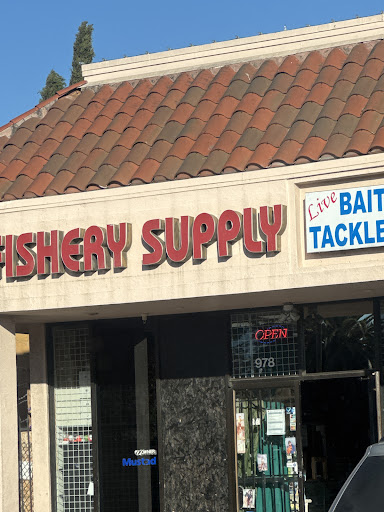 FISHERY SUPPLY
Live BAIT
TACKLE
OPEN
978
Mustad